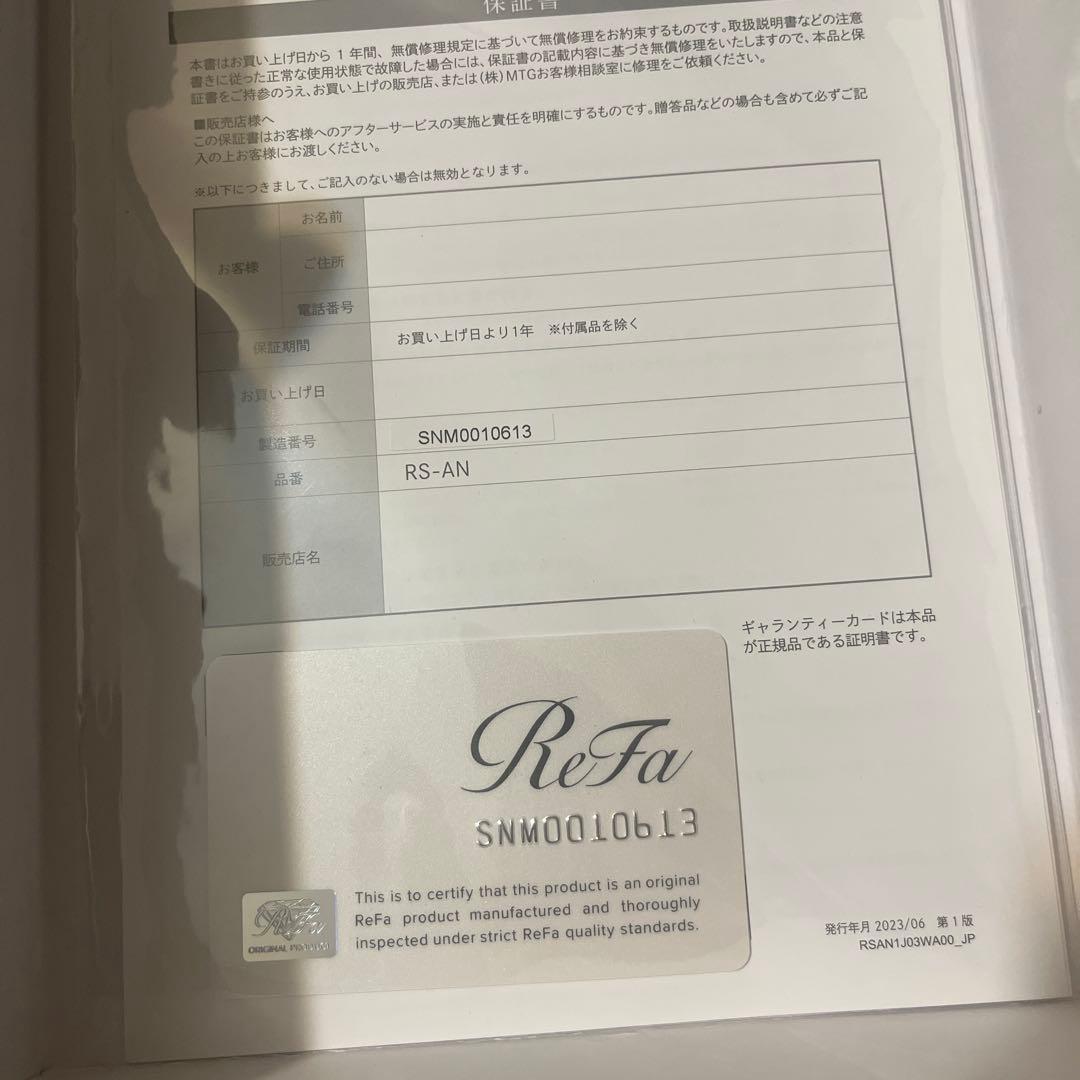 保証書
本書はお買い上げ日から 1 年間、無償修理規定に基づいて無償修理をお約束するものです。取扱説明書などの注意
書きに従った正常な使用状態で故障した場合には、保証書の記載内容に基づき無償修理をいたしますので、本品と保
証書をご持参のうえ、お買い上げの販売店、または(株)MTGお客様相談室に修理をご依頼ください。
■販売店様へ
この保証書はお客様へのアフターサービスの実施と責任を明確にするものです。贈答品などの場合も含めて必ずご記
入の上お客様にお渡しください。
※以下につきまして、ご記入のない場合は無効となります。
お客様
お名前
ご住所
電話番号
保証期間 お買い上げ日より1年 ※付属品を除く
お買い上げ日
製造番号 SNM0010613
品番 RS-AN
販売店名
ギャランティーカードは本品
が正規品である証明書です。
ReFa
SNM0010613
This is to certify that this product is an original
ReFa product manufactured and thoroughly
inspected under strict ReFa quality standards.
ReFa
ORIGINAL PRODUCT
発行年月 2023/06 第1版
RSAN1J03WA00_JP